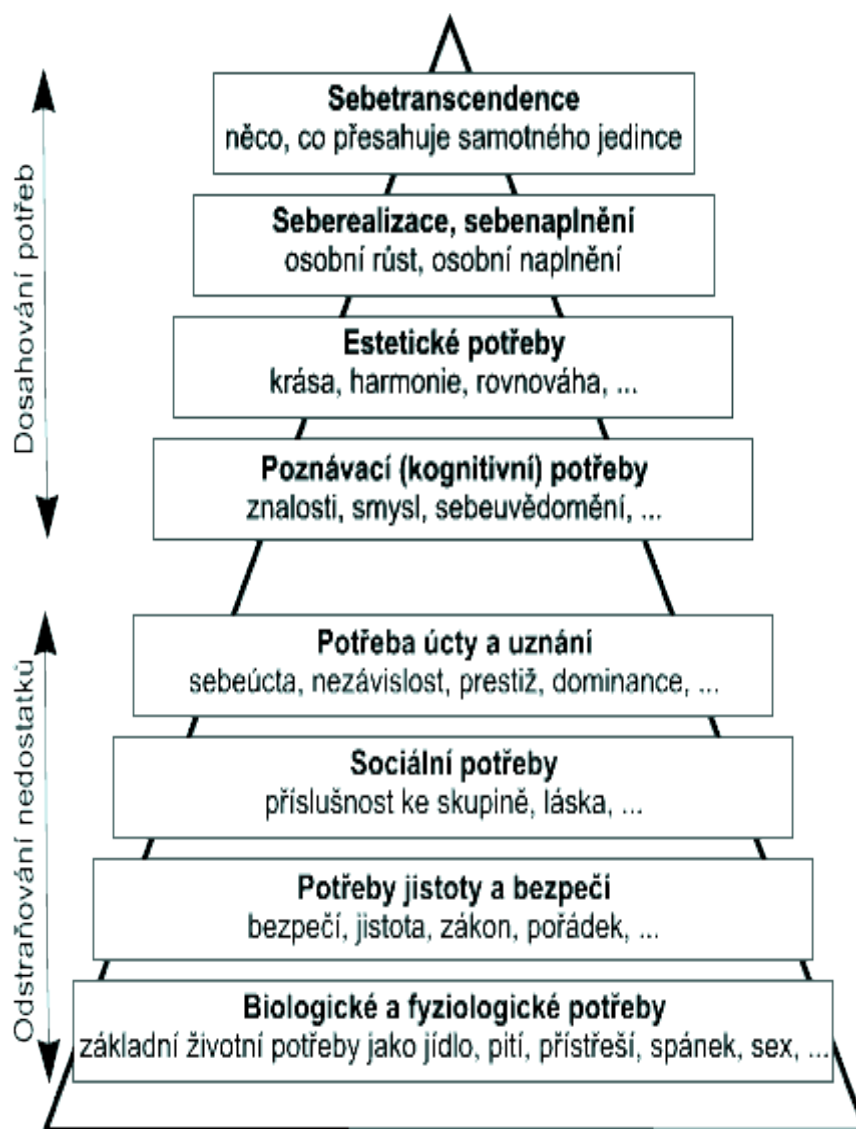 Sebetranscendence
něco, co přesahuje samotného jedince
Seberealizace, sebenaplnění
osobní růst, osobní naplnění
Estetické potřeby
krása, harmonie, rovnováha, ...
Poznávací (kognitivní) potřeby
znalosti, smysl, sebeuvědomění, ...
Dosahování potřeb
Potřeba úcty a uznání
sebeúcta, nezávislost, prestiž, dominance, ...
Sociální potřeby
příslušnost ke skupině, láska, ...
Potřeby jistoty a bezpečí
bezpečí, jistota, zákon, pořádek, ...
Biologické a fyziologické potřeby
základní životní potřeby jako jídlo, pití, přístřeší, spánek, sex, ...
Odstraňování nedostatků